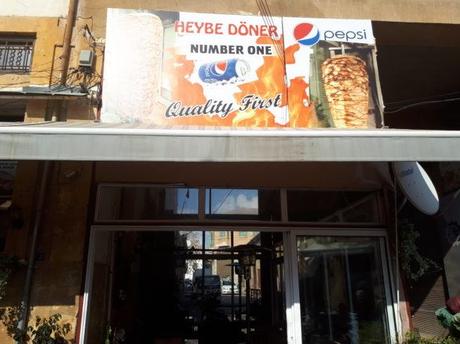 HEYBE DÖNER
pepsi
NUMBER ONE
Quality First